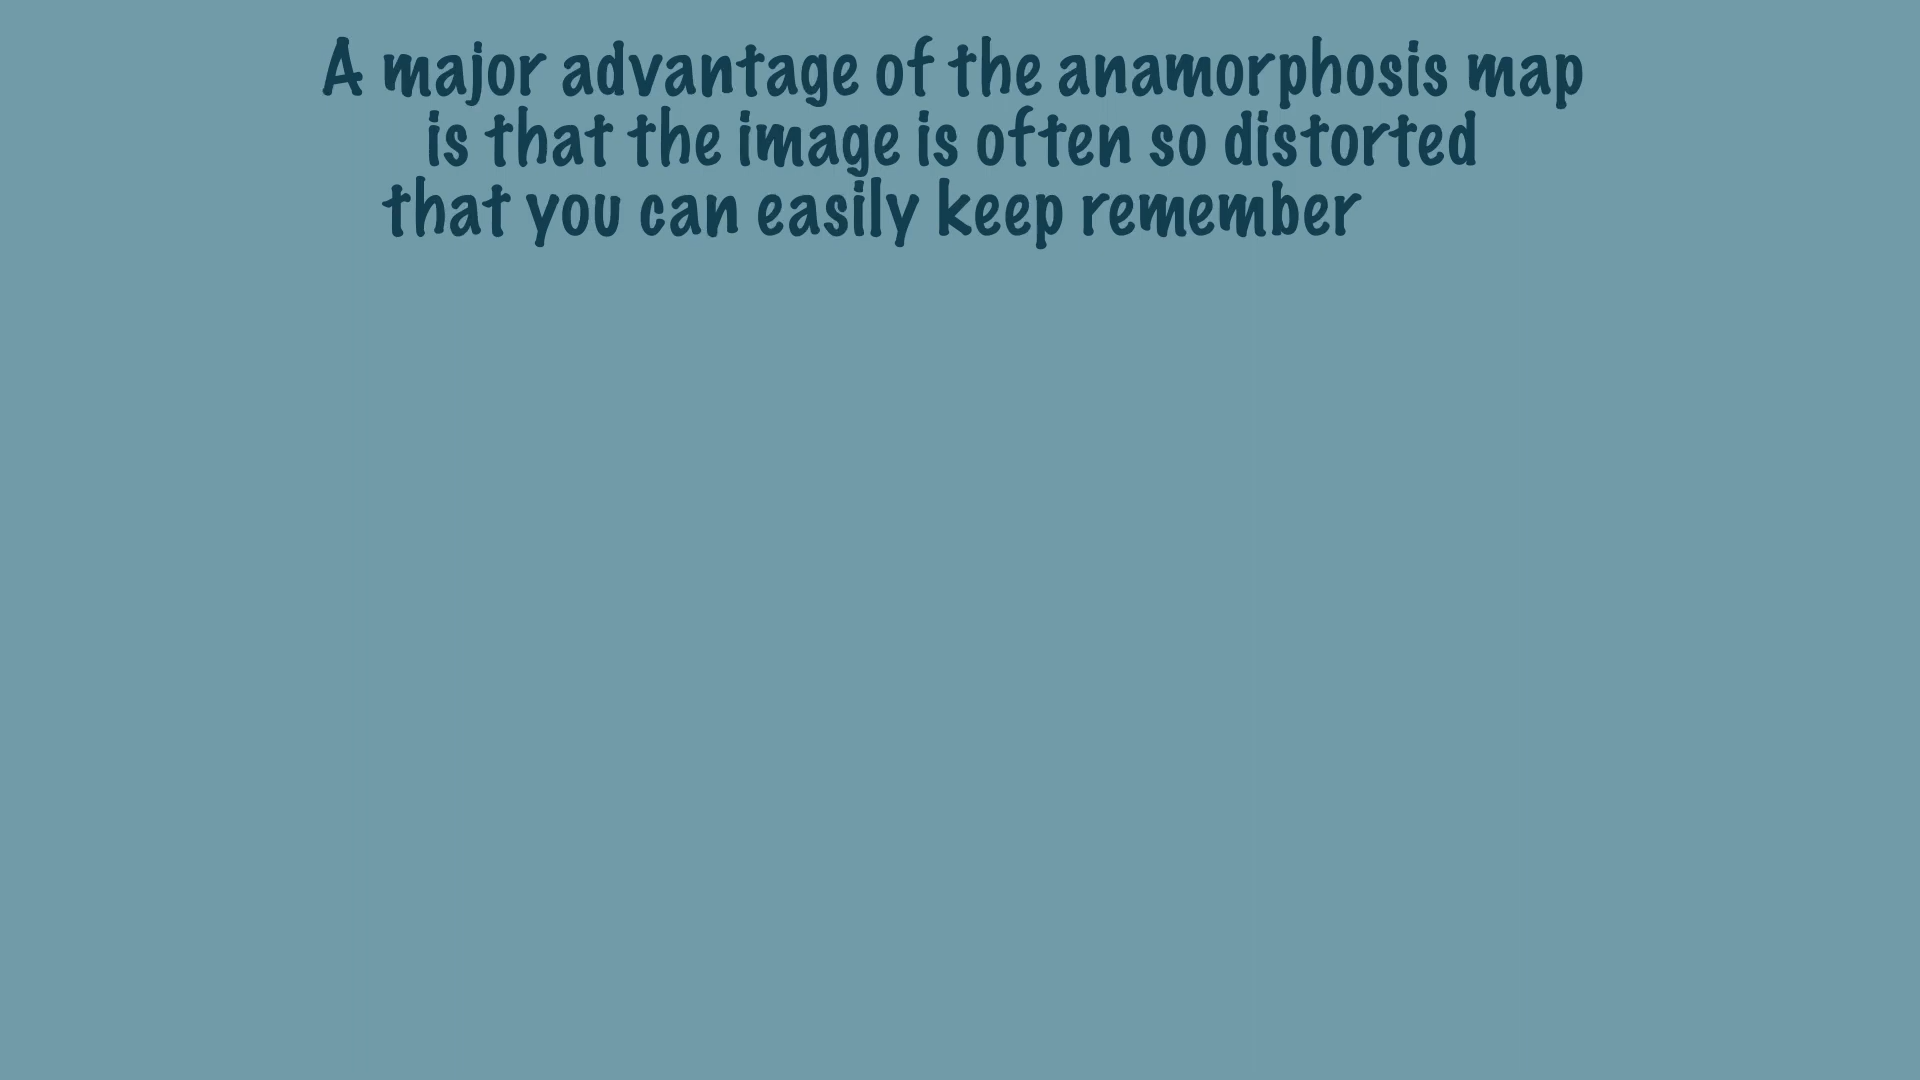 A major advantage of the anamorphosis map
is that the image is often so distorted
that you can easily keep remember